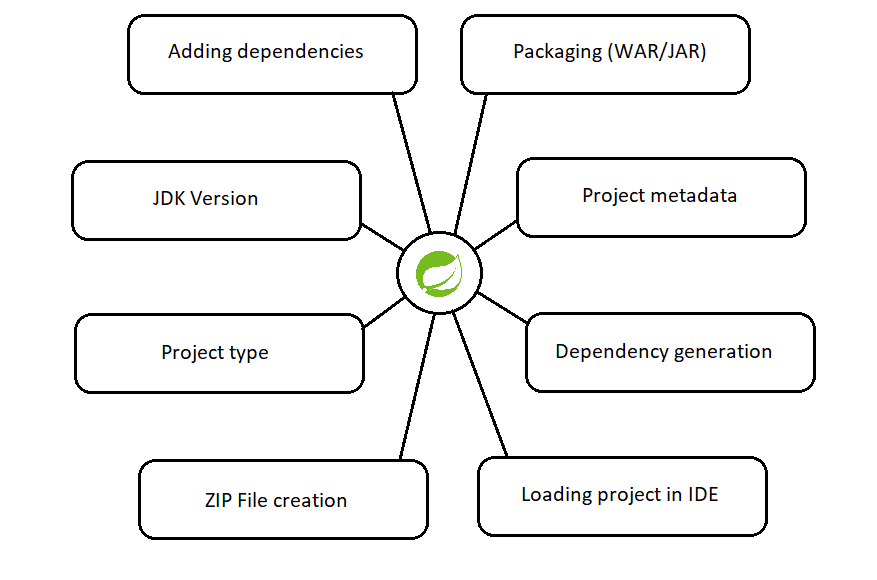 Adding dependencies
Packaging (WAR/JAR)
JDK Version
Project metadata
Project type
Dependency generation
ZIP File creation
Loading project in IDE